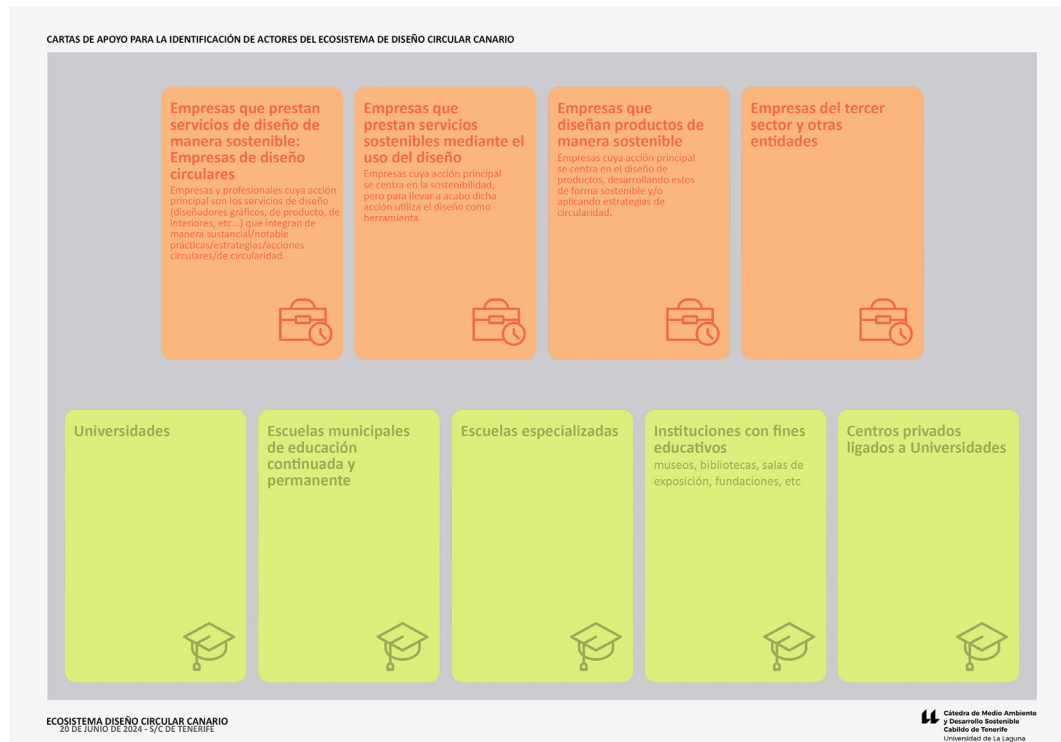 CARTAS DE APOYO PARA LA IDENTIFICACIÓN DE ACTORES DEL ECOSISTEMA DE DISEÑO CIRCULAR CANARIO
Empresas que prestan
servicios de diseño de
manera sostenible:
Empresas de diseño
circulares
Empresas y profesionales cuya acción
principal son los servicios de diseño
(diseñadores gráficos, de producto, de
interiores, etc...) que integran de
manera sustancial/notable
prácticas/estrategias/acciones
circulares/de circularidad.
Empresas que
prestan servicios
sostenibles mediante el
uso del diseño
Empresas cuya acción principal
se centra en la sostenibilidad,
pero para llevar a acabo dicha
acción utiliza el diseño como
herramienta.
Empresas que
diseñan productos de
manera sostenible
Empresas cuya acción principal
se centra en el diseño de
productos, desarrollando estos
de forma sostenible y/o
aplicando estrategias de
circularidad.
Empresas del tercer
sector y otras
entidades
Universidades
Escuelas municipales
de educación
continuada y
permanente
Escuelas especializadas
Instituciones con fines
educativos
museos, bibliotecas, salas de
exposición, fundaciones, etc
Centros privados
ligados a Universidades
ECOSISTEMA DISEÑO CIRCULAR CANARIO
20 DE JUNIO DE 2024 - S/C DE TENERIFE
Cátedra de Medio Ambiente
y Desarrollo Sostenible
Cabildo de Tenerife
Universidad de La Laguna